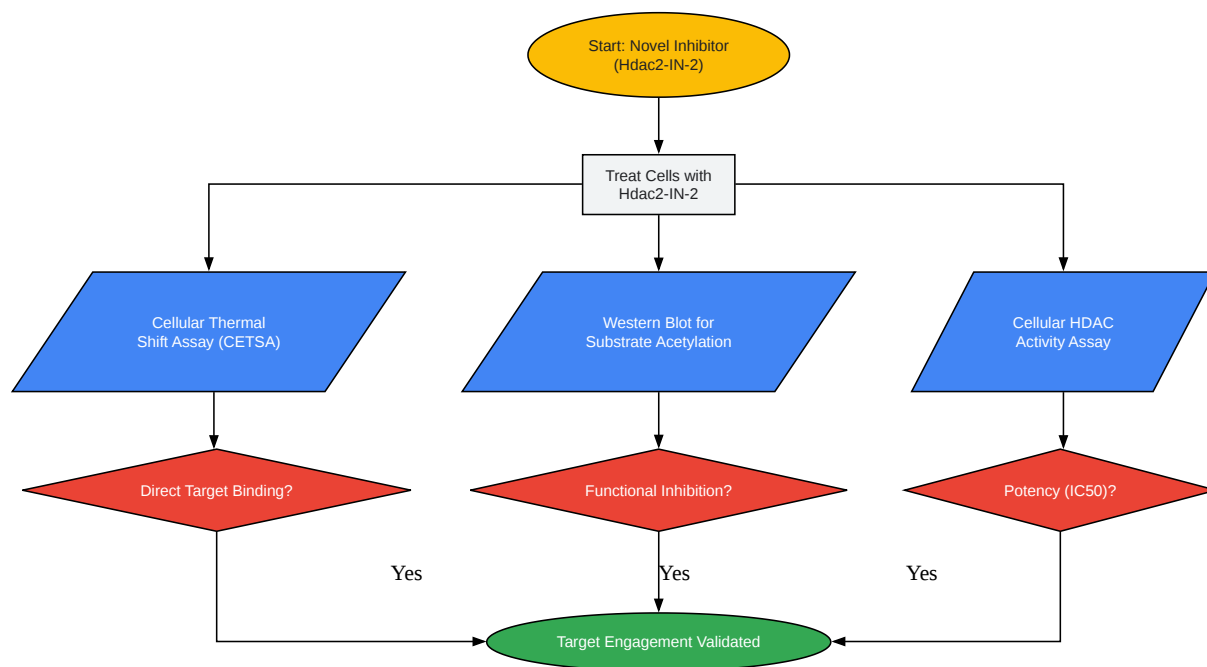 Start: Novel Inhibitor
(Hdac2-IN-2)
Treat Cells with
Hdac2-IN-2
Cellular Thermal
Shift Assay (CETSA)
Western Blot for
Substrate Acetylation
Cellular HDAC
Activity Assay
Direct Target Binding?
Functional Inhibition?
Potency (IC50)?
Yes
Yes
Yes
Target Engagement Validated